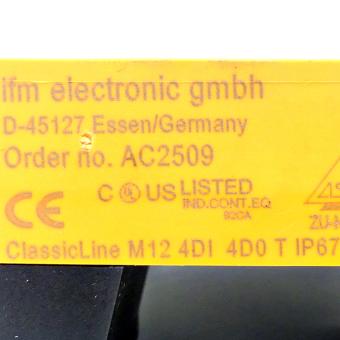 ifm electronic gmbh
D-45127 Essen/Germany
Order no. AC2509
C UL US LISTED
IND.CONT.EQ
92CA
CE
ClassicLine M12 4DI 4D0 T IP67